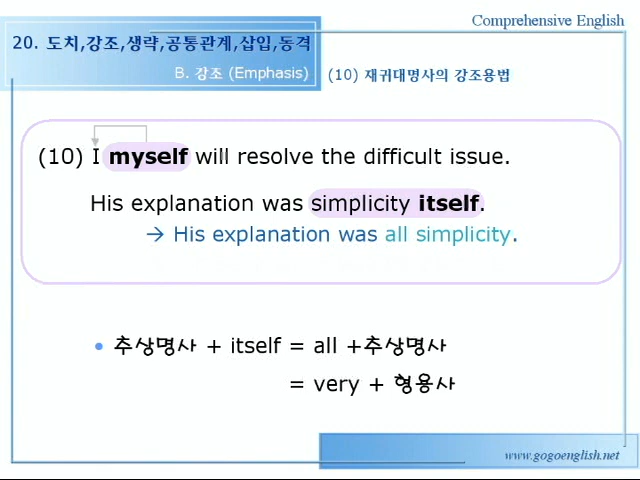 Comprehensive English
20. 도치,강조,생략,공통관계,삽입,동격
B. 강조 (Emphasis)
(10) 재귀대명사의 강조용법
(10) I myself will resolve the difficult issue.
His explanation was simplicity itself.
→ His explanation was all simplicity.
• 추상명사 + itself = all +추상명사
= very + 형용사
www.gogoenglish.net